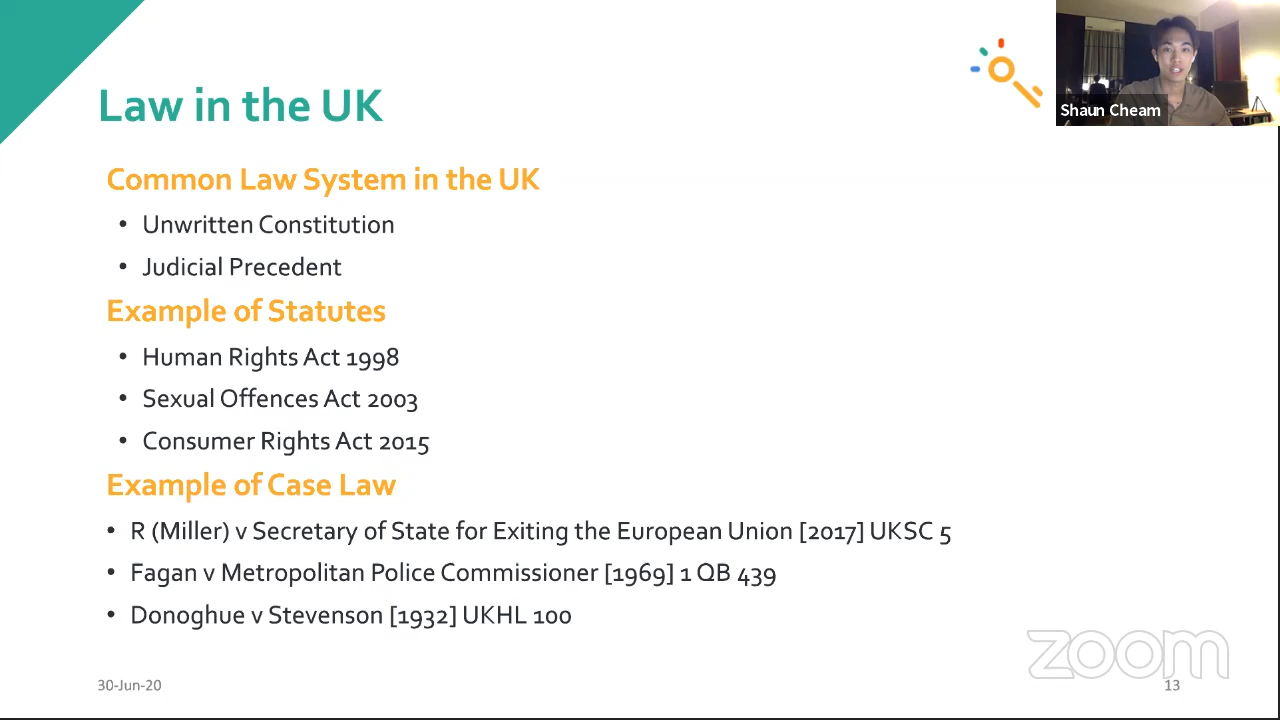 Law in the UK
Shaun Cheam
Common Law System in the UK
• Unwritten Constitution
• Judicial Precedent
Example of Statutes
• Human Rights Act 1998
• Sexual Offences Act 2003
• Consumer Rights Act 2015
Example of Case Law
• R (Miller) v Secretary of State for Exiting the European Union [2017] UKSC 5
• Fagan v Metropolitan Police Commissioner [1969] 1 QB 439
• Donoghue v Stevenson [1932] UKHL 100
zoom
30-Jun-20
13